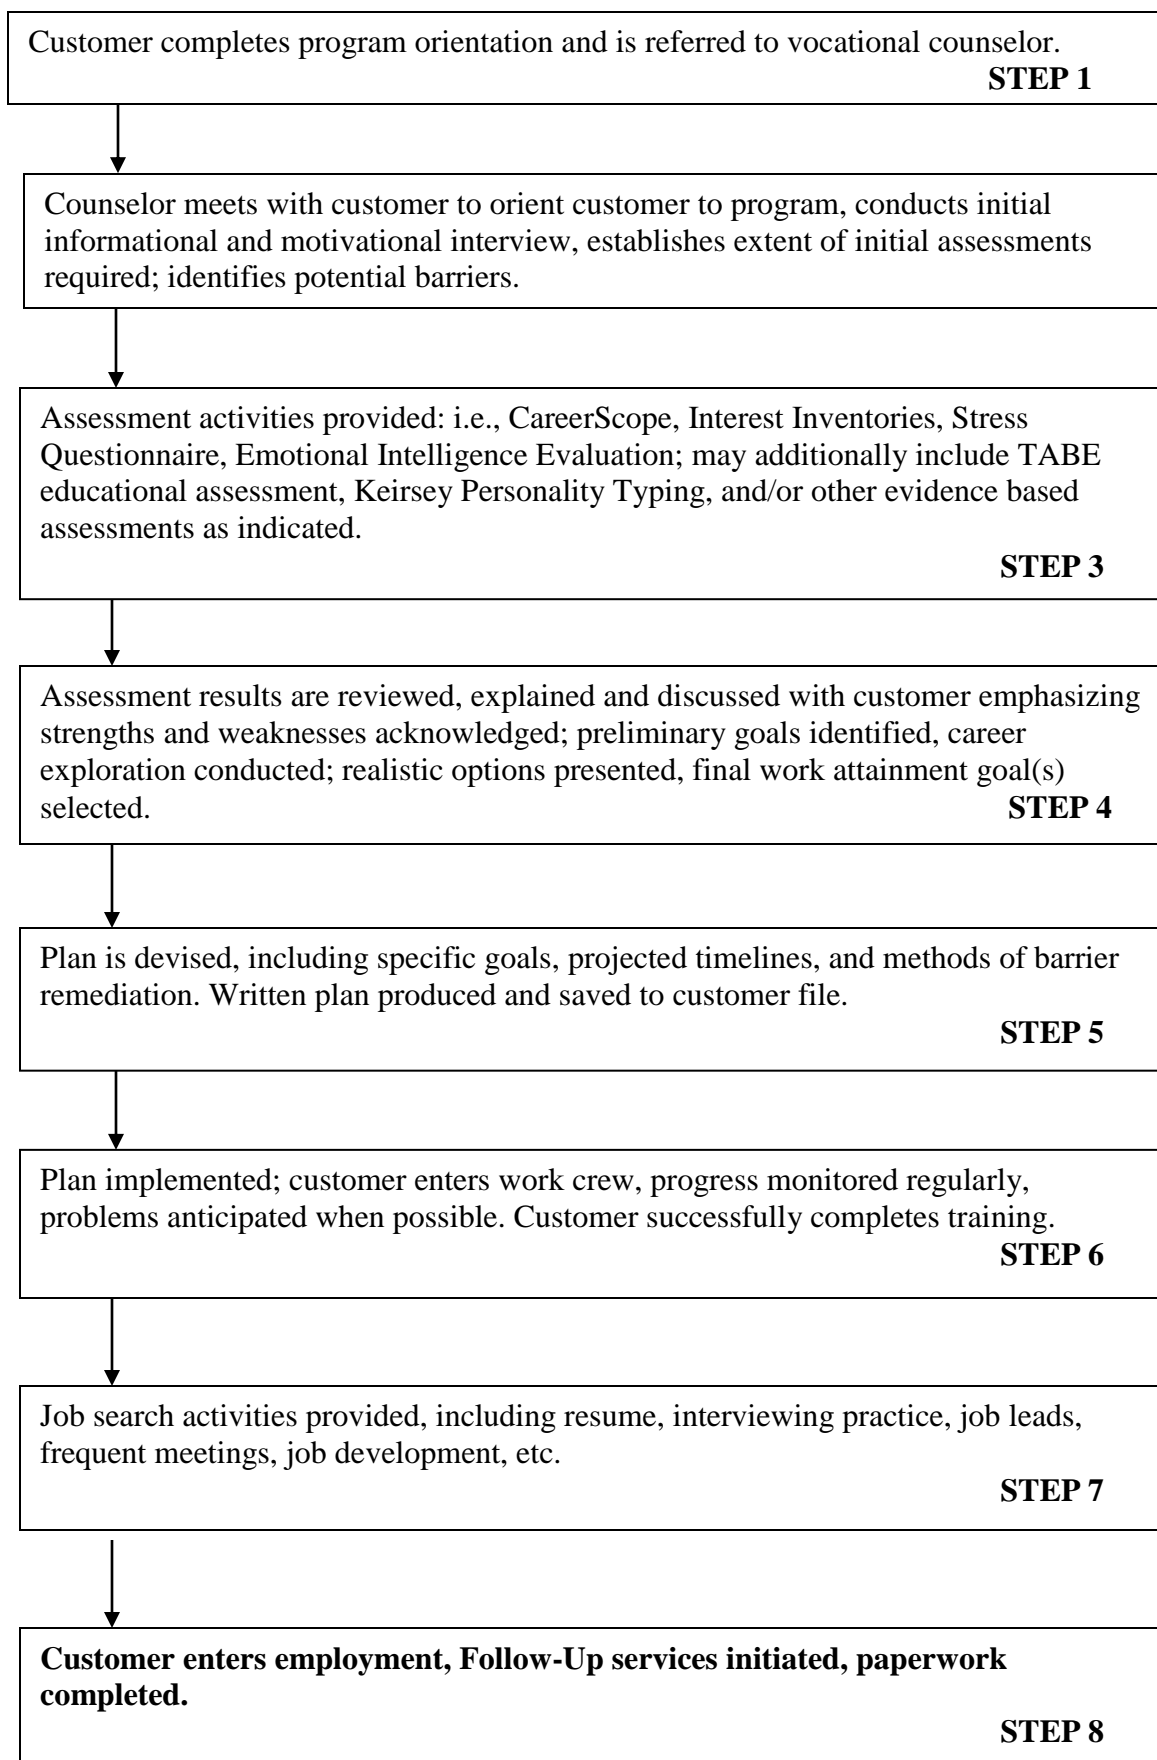 Customer completes program orientation and is referred to vocational counselor.
STEP 1
Counselor meets with customer to orient customer to program, conducts initial
informational and motivational interview, establishes extent of initial assessments
required; identifies potential barriers.
Assessment activities provided: i.e., CareerScope, Interest Inventories, Stress
Questionnaire, Emotional Intelligence Evaluation; may additionally include TABE
educational assessment, Keirsey Personality Typing, and/or other evidence based
assessments as indicated.
STEP 3
Assessment results are reviewed, explained and discussed with customer emphasizing
strengths and weaknesses acknowledged; preliminary goals identified, career
exploration conducted; realistic options presented, final work attainment goal(s)
selected. STEP 4
Plan is devised, including specific goals, projected timelines, and methods of barrier
remediation. Written plan produced and saved to customer file.
STEP 5
Plan implemented; customer enters work crew, progress monitored regularly,
problems anticipated when possible. Customer successfully completes training.
STEP 6
Job search activities provided, including resume, interviewing practice, job leads,
frequent meetings, job development, etc.
STEP 7
Customer enters employment, Follow-Up services initiated, paperwork
completed.
STEP 8